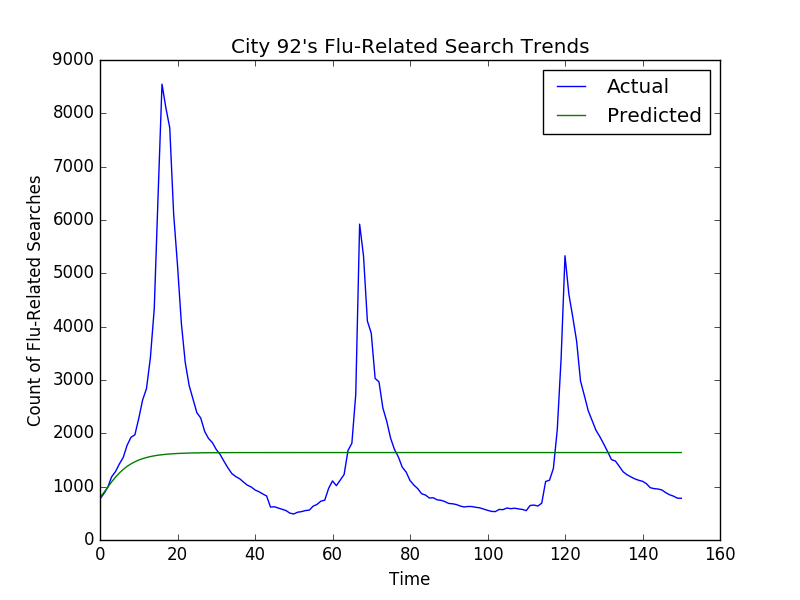 City 92's Flu-Related Search Trends
9000
8000
7000
6000
5000
4000
3000
2000
1000
0
Count of Flu-Related Searches
Actual
Predicted
0 20 40 60 80 100 120 140 160
Time